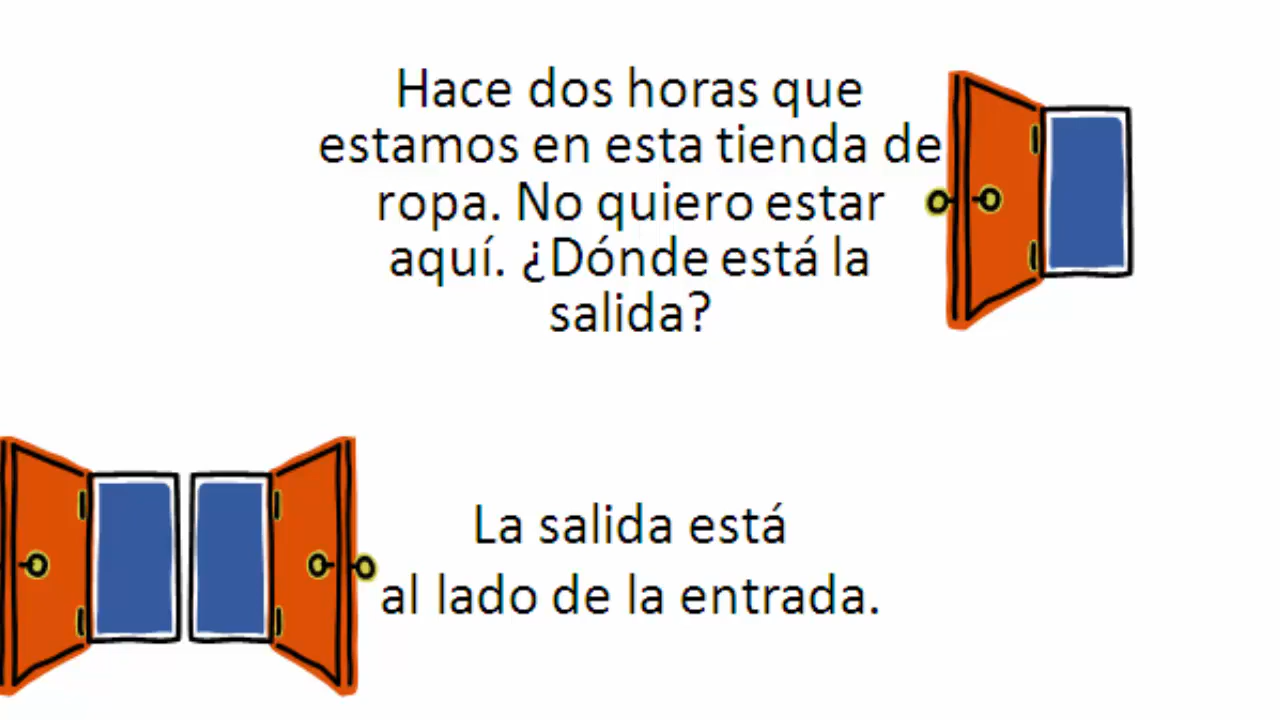 Hace dos horas que
estamos en esta tienda de
ropa. No quiero estar
aquí. ¿Dónde está la
salida?
La salida está
al lado de la entrada.